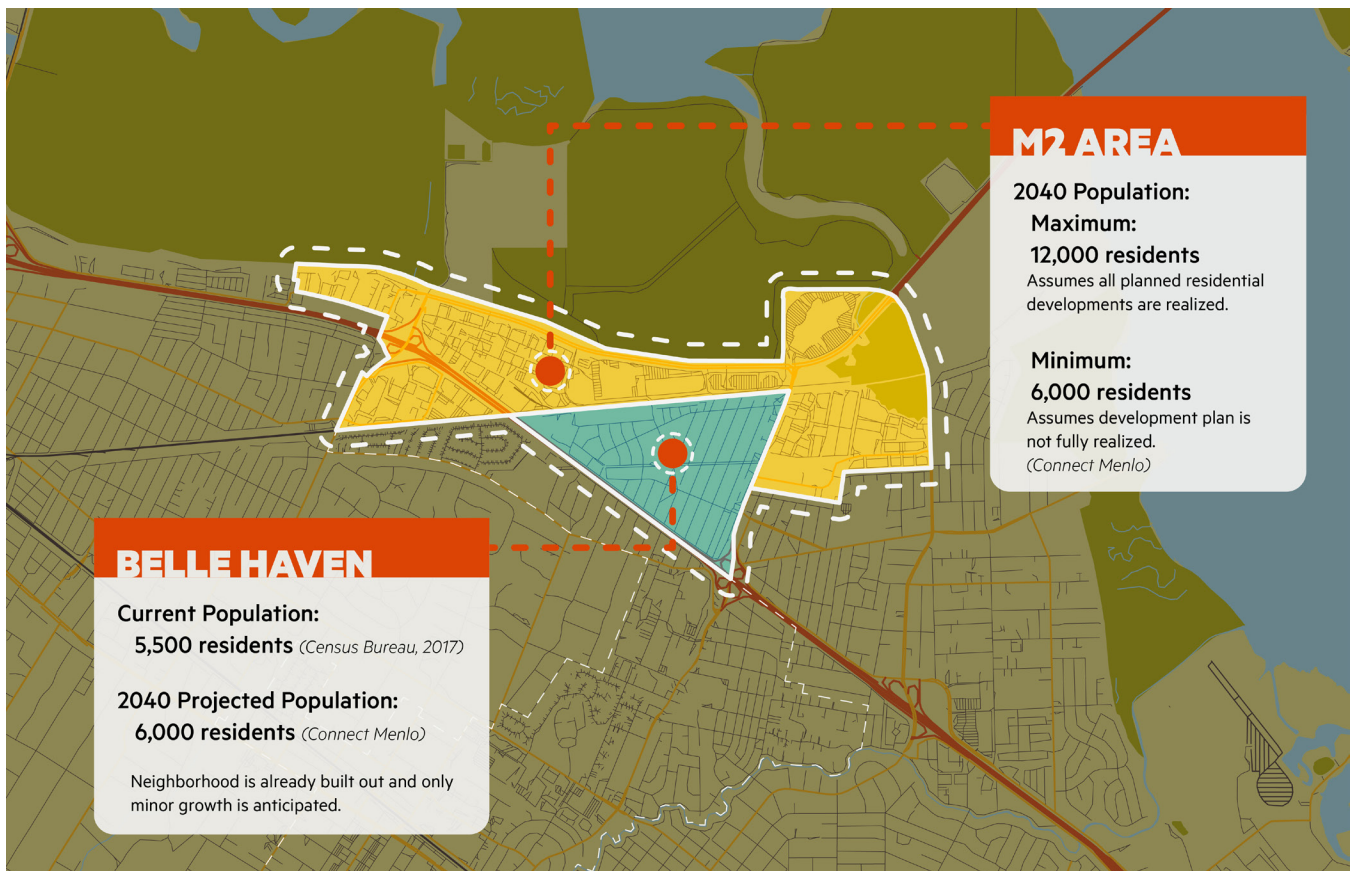 M2 AREA
2040 Population:
Maximum:
12,000 residents
Assumes all planned residential
developments are realized.
Minimum:
6,000 residents
Assumes development plan is
not fully realized.
(Connect Menlo)
BELLE HAVEN
Current Population:
5,500 residents (Census Bureau, 2017)
2040 Projected Population:
6,000 residents (Connect Menlo)
Neighborhood is already built out and only
minor growth is anticipated.